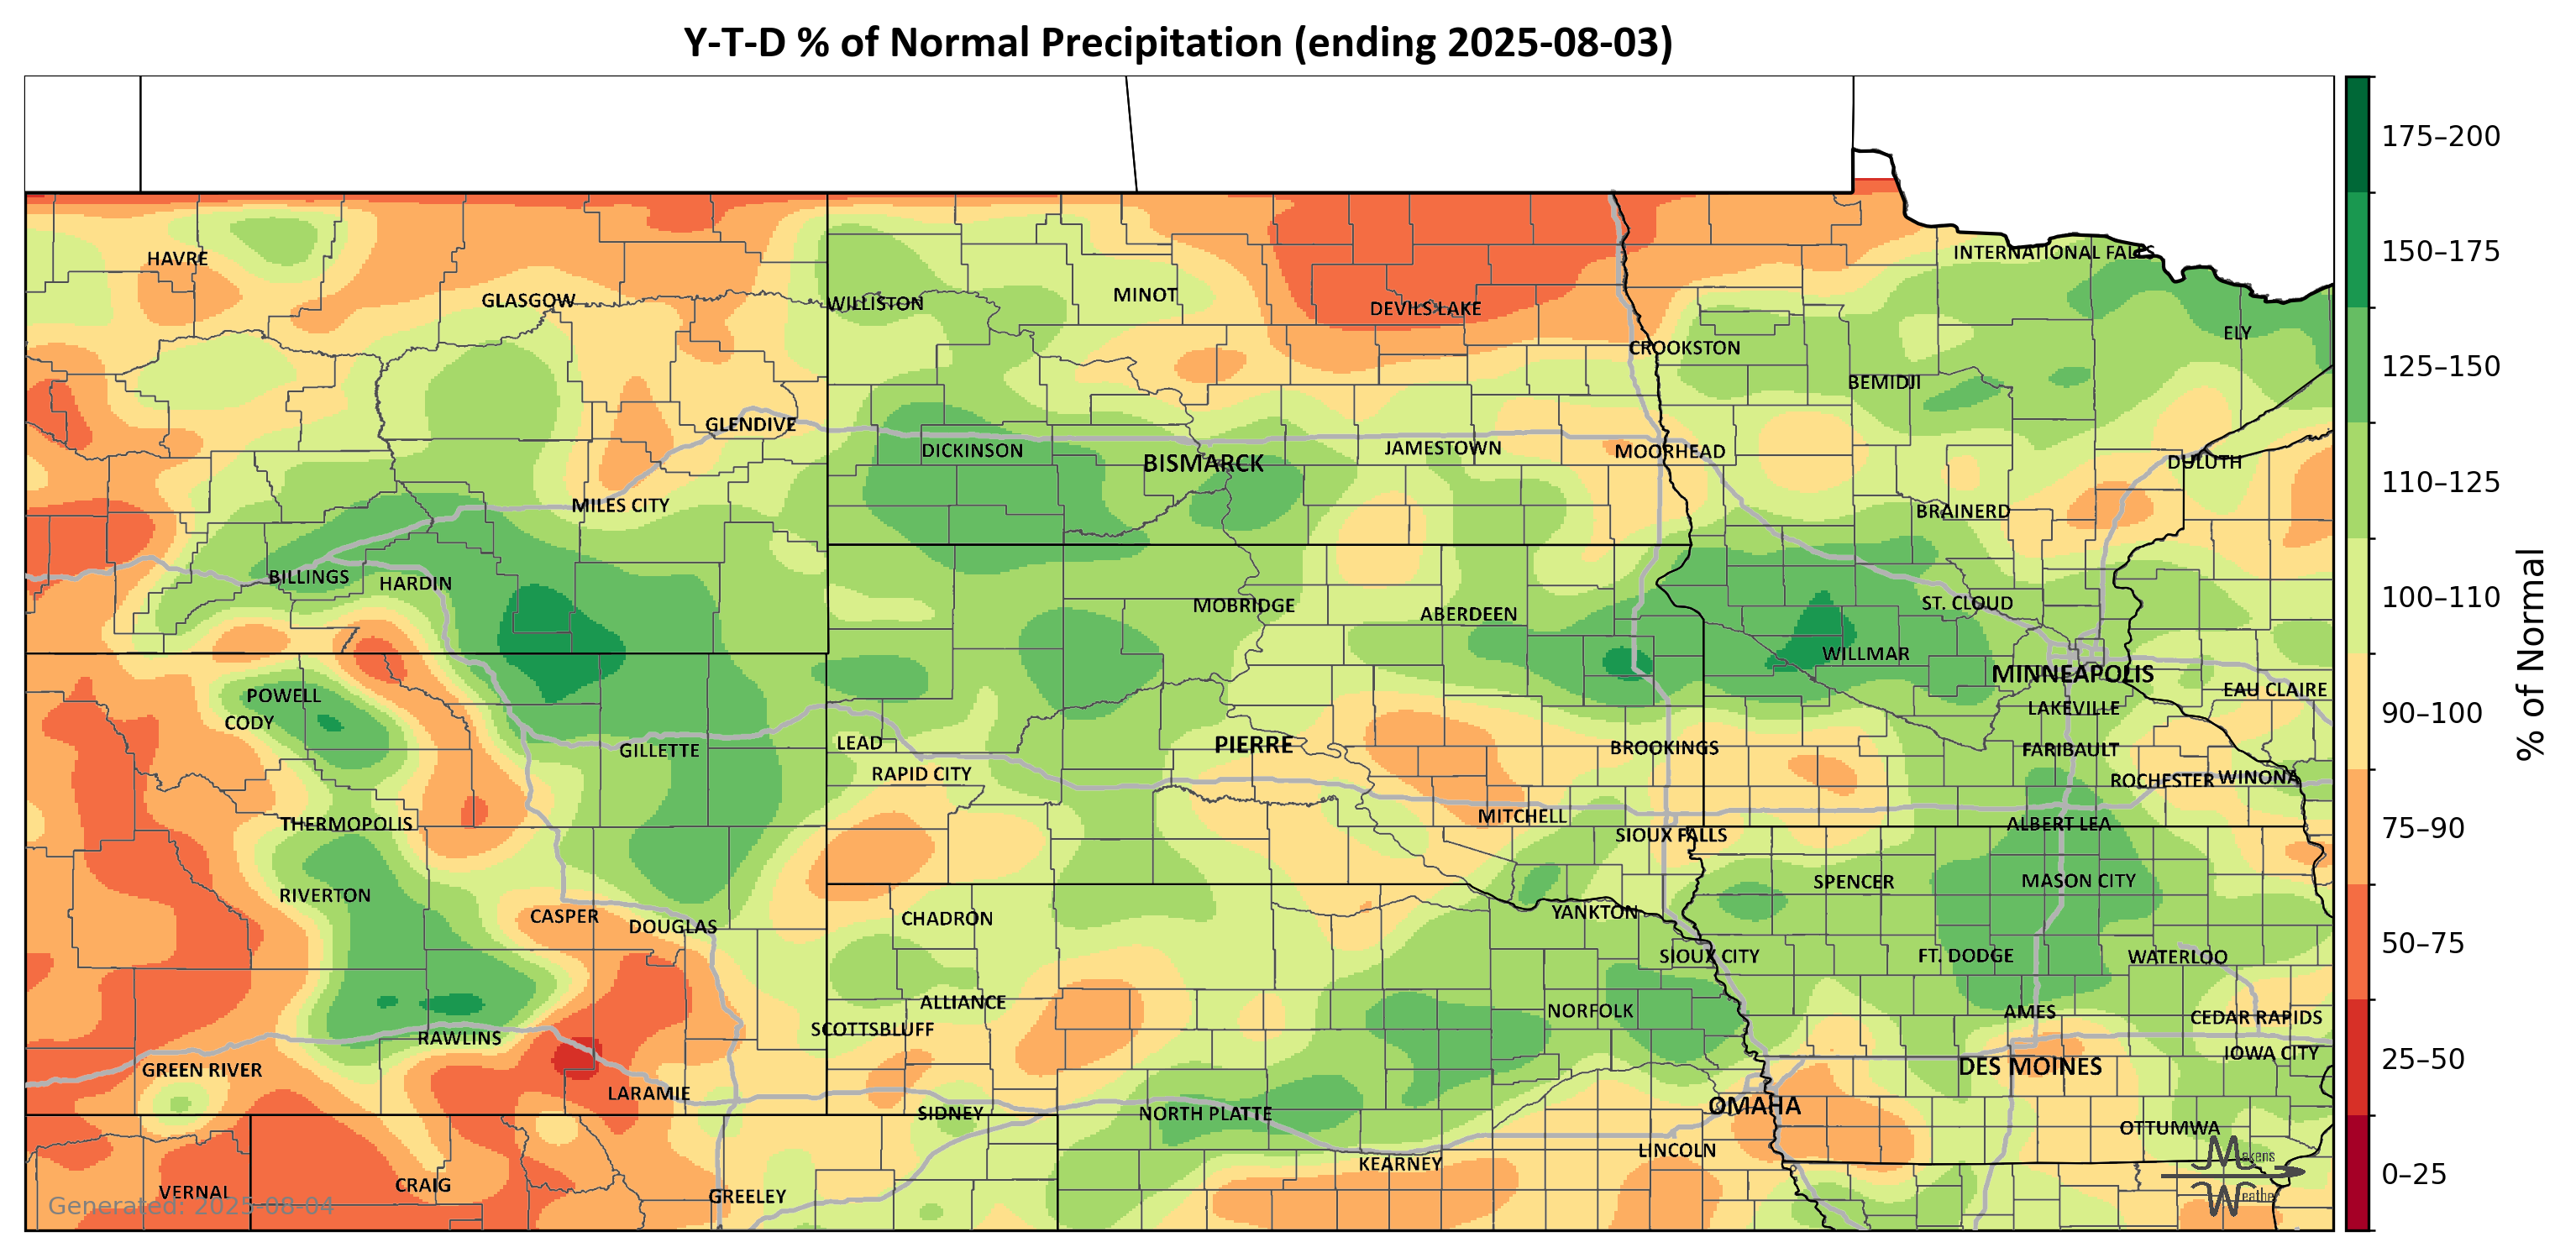 Y-T-D % of Normal Precipitation (ending 2025-08-03)
175–200
INTERNATIONAL FALLS
150–175
HAVRE
MINOT
GLASGOW
WILLISTON
DEVILS LAKE
ELY
CROOKSTON
125–150
BEMIDJI
GLENDIVE
DICKINSON
JAMESTOWN
MOORHEAD
BISMARCK
DULUTH
110–125
MILES CITY
BRAINERD
BILLINGS
HARDIN
100–110
MOBRIDGE
ABERDEEN
ST. CLOUD
WILLMAR
% of Normal
MINNEAPOLIS
POWELL
EAU CLAIRE
LAKEVILLE
90–100
CODY
LEAD
PIERRE
BROOKINGS
GILLETTE
FARIBAULT
RAPID CITY
ROCHESTER
WINONA
MITCHELL
THERMOPOLIS
ALBERT LEA
75–90
SIOUX FALLS
SPENCER
MASON CITY
RIVERTON
CASPER
CHADRON
YANKTON
DOUGLAS
50–75
SIOUX CITY
FT. DODGE
WATERLOO
ALLIANCE
NORFOLK
AMES
CEDAR RAPIDS
SCOTTSBLUFF
RAWLINS
IOWA CITY
25–50
GREEN RIVER
DES MOINES
LARAMIE
OMAHA
SIDNEY
NORTH PLATTE
OTTUMWA
LINCOLN
Makens
KEARNEY
0–25
CRAIG
VERNAL
GREELEY
Weather
Generated: 2025-08-04